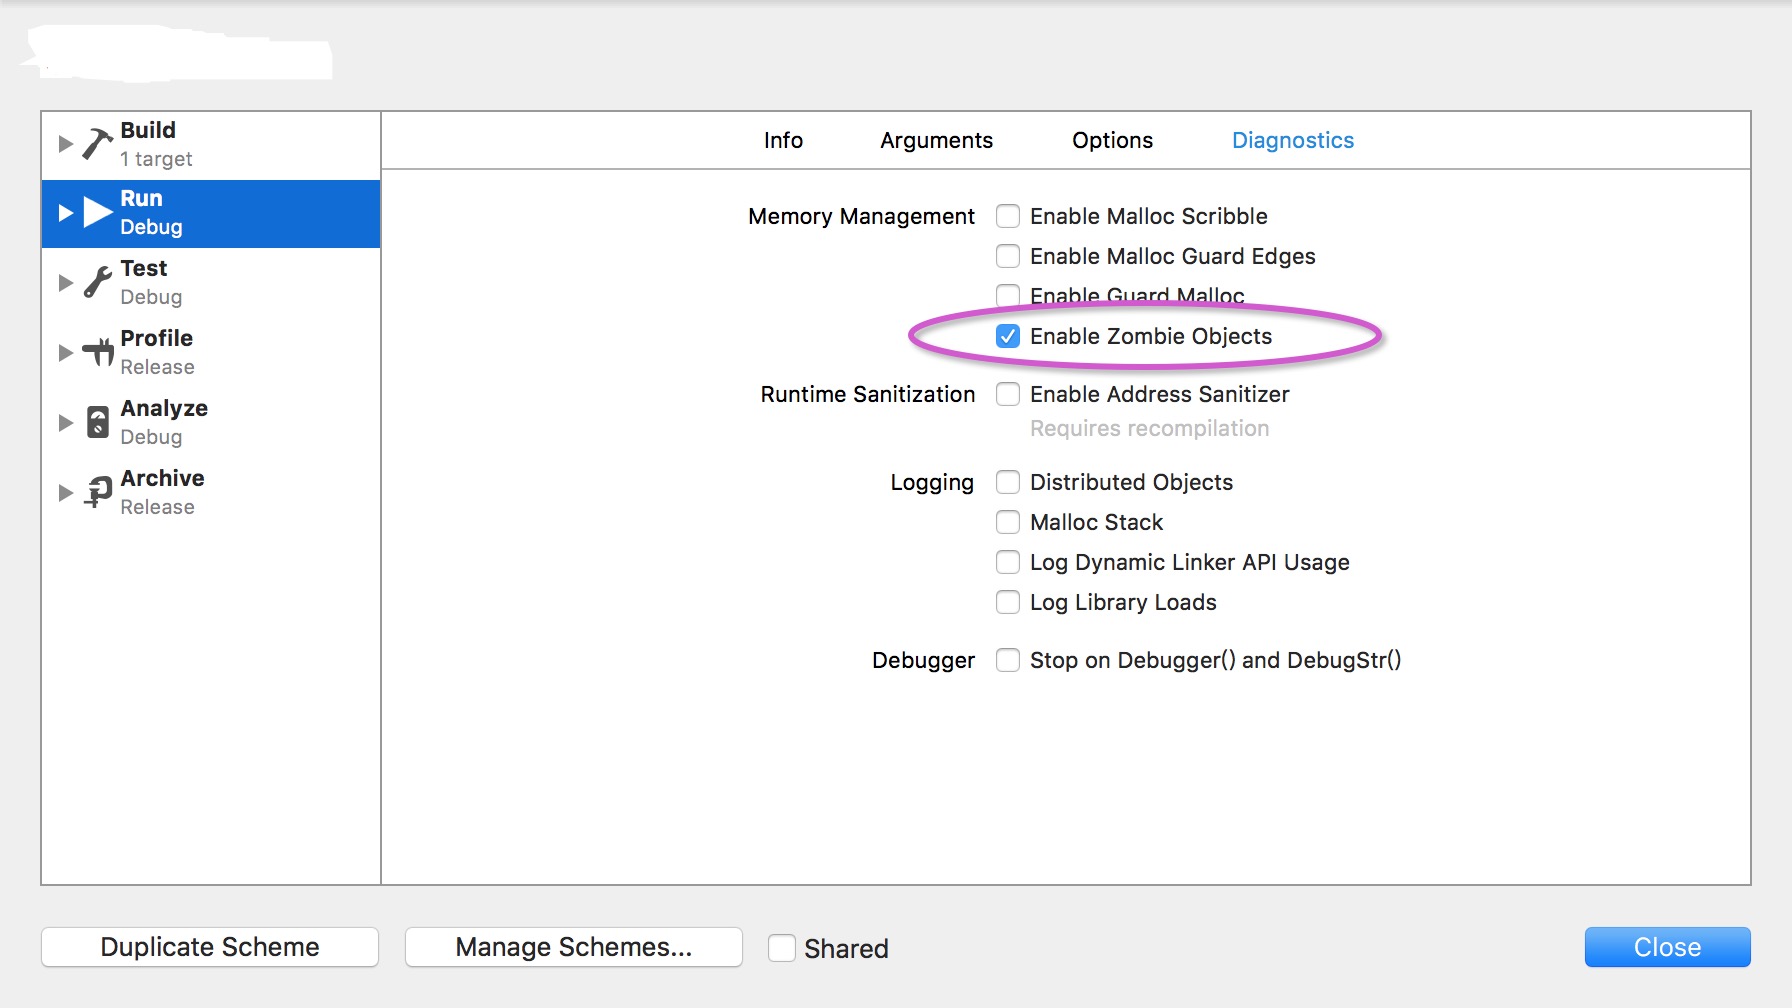 Build
1 target
Run
Debug
Test
Debug
Profile
Release
Analyze
Debug
Archive
Release
Info Arguments Options Diagnostics
Memory Management Enable Malloc Scribble
Enable Malloc Guard Edges
Enable Guard Malloc
Enable Zombie Objects
Runtime Sanitization Enable Address Sanitizer
Requires recompilation
Logging Distributed Objects
Malloc Stack
Log Dynamic Linker API Usage
Log Library Loads
Debugger Stop on Debugger() and DebugStr()
Duplicate Scheme Manage Schemes... Shared Close